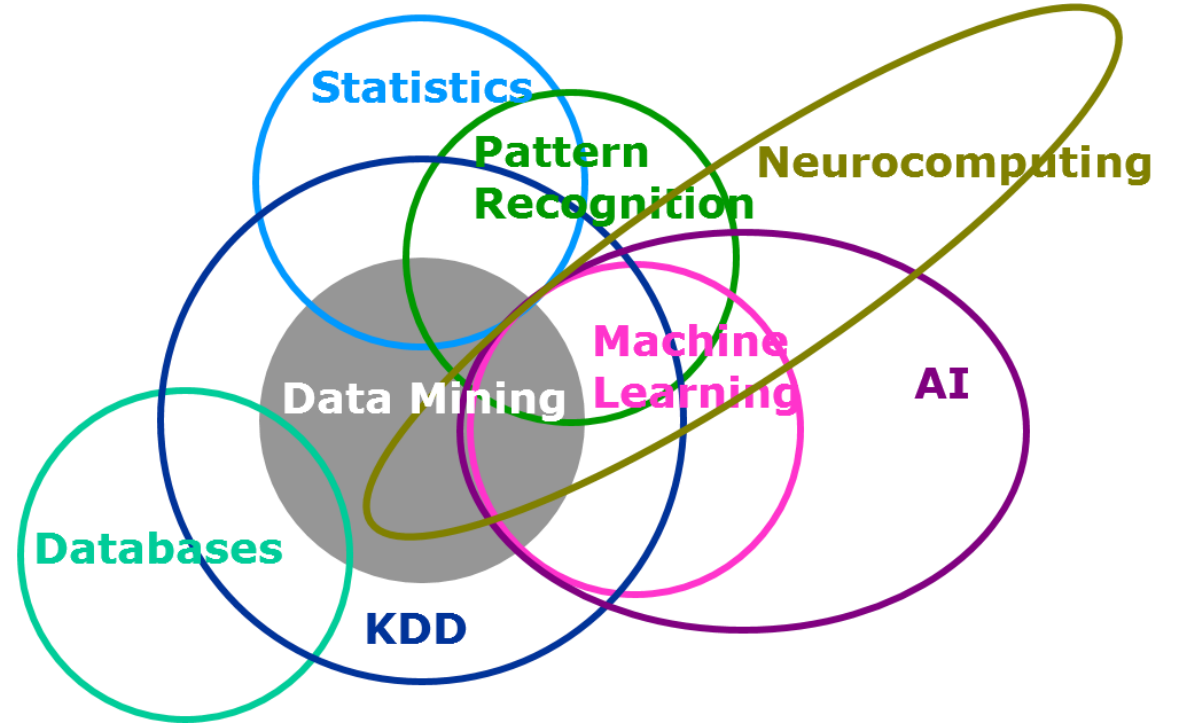 Statistics
Pattern
Recognition
Neurocomputing
Machine
Learning
AI
Data Mining
Databases
KDD